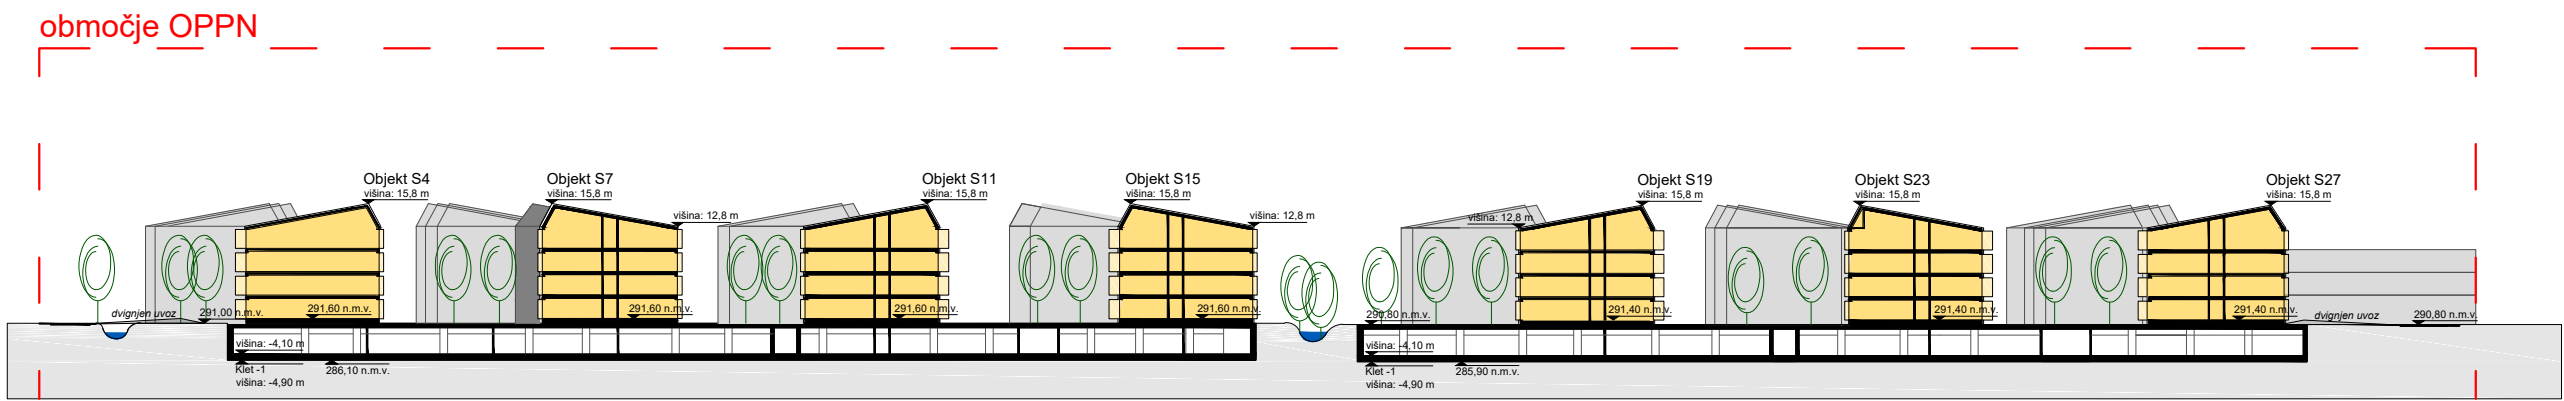 območje OPPN
Objekt S4
višina: 15,8 m
Objekt S7
višina: 15,8 m
Objekt S11
višina: 15,8 m
Objekt S15
višina: 15,8 m
Objekt S19
višina: 15,8 m
Objekt S23
višina: 15,8 m
Objekt S27
višina: 15,8 m
višina: 12,8 m
višina: 12,8 m
višina: 12,8 m
dvignjen uvoz
291,00 n.m.v.
291,60 n.m.v.
291,60 n.m.v.
291,60 n.m.v.
291,60 n.m.v.
290,80 n.m.v.
291,40 n.m.v.
291,40 n.m.v.
291,40 n.m.v.
dvignjen uvoz
290,80 n.m.v.
višina: -4,10 m
Klet -1
višina: -4,90 m
286,10 n.m.v.
višina: -4,10 m
Klet -1
višina: -4,90 m
285,90 n.m.v.